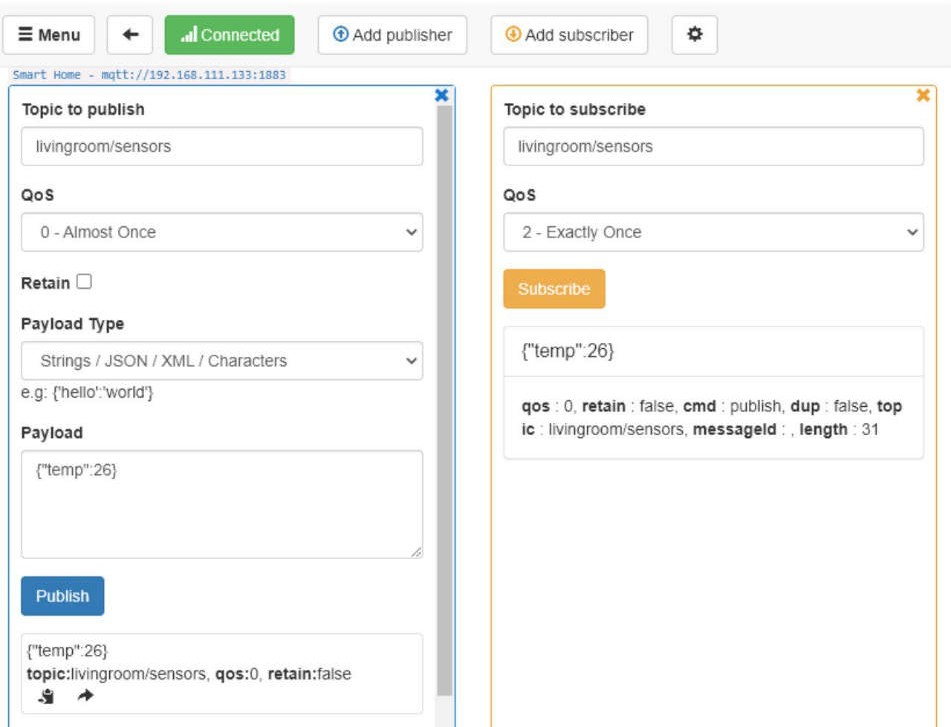 Menu
Connected
Add publisher
Add subscriber
Smart Home - mqtt://192.168.111.133:1883
Topic to publish
livingroom/sensors
QoS
0 - Almost Once
Retain
Payload Type
Strings / JSON / XML / Characters
e.g: {'hello':'world'}
Payload
{"temp":26}
Publish
{"temp":26}
topic:livingroom/sensors, qos:0, retain:false
Topic to subscribe
livingroom/sensors
QoS
2 - Exactly Once
Subscribe
{"temp":26}
qos : 0, retain : false, cmd : publish, dup : false, top
ic : livingroom/sensors, messageId : , length : 31